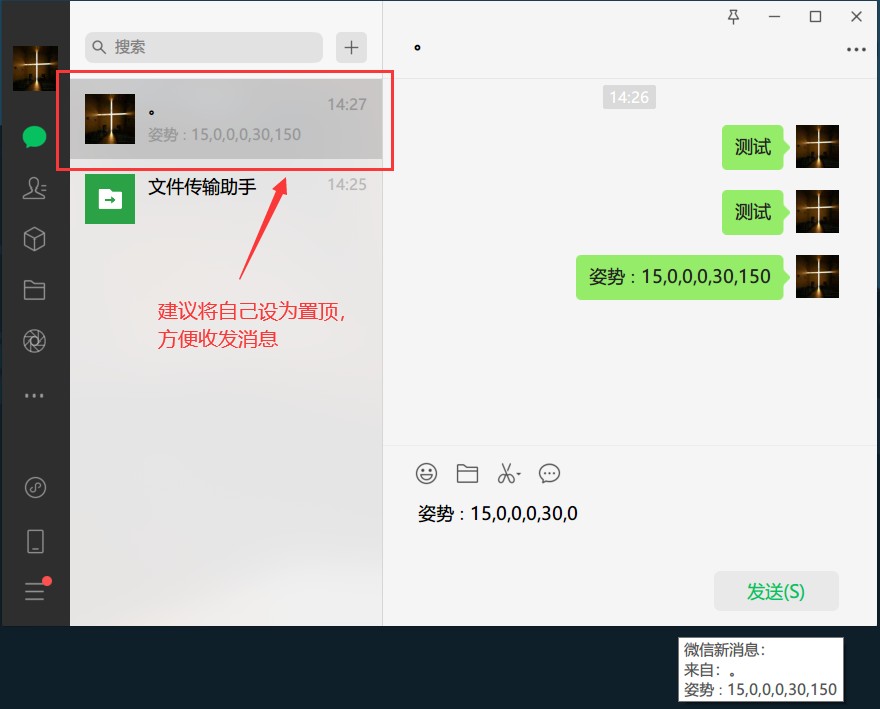 搜索
。
14:27
姿势：15,0,0,0,30,150
文件传输助手
14:25
建议将自己设为置顶，
方便收发消息
。
14:26
测试
测试
姿势：15,0,0,0,30,150
姿势：15,0,0,0,30,0
发送(S)
微信新消息：
来自：。
姿势：15,0,0,0,30,150